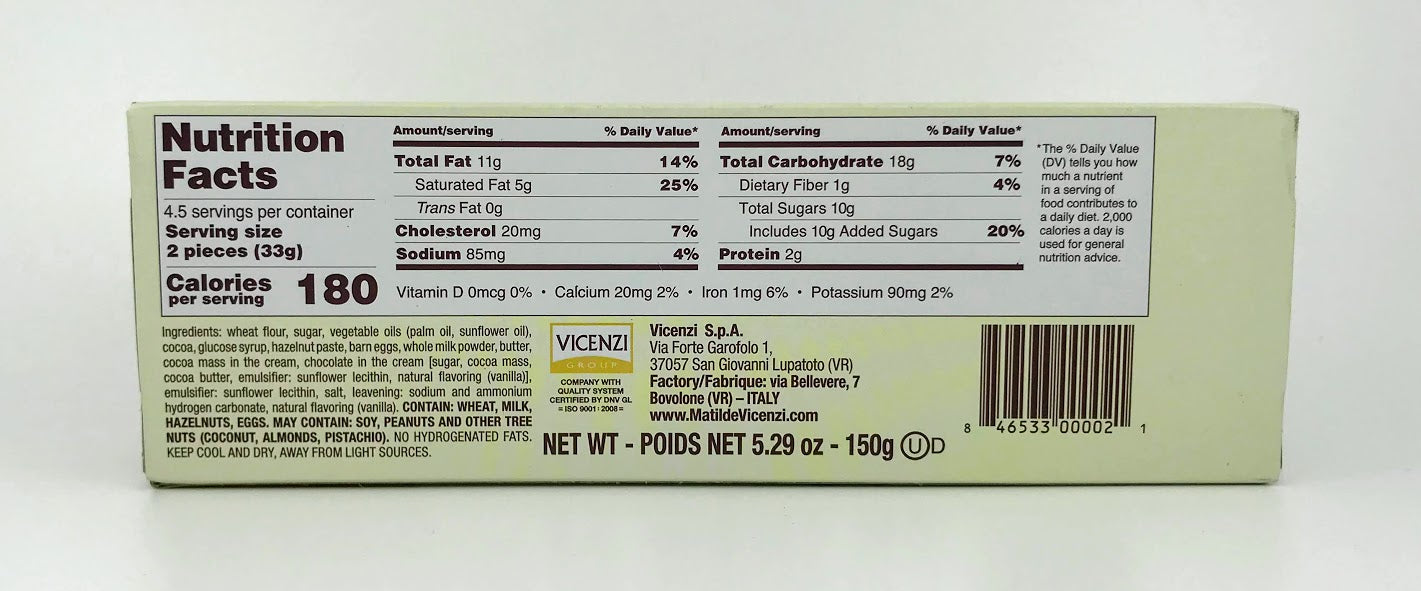 Nutrition
Facts
4.5 servings per container
Serving size
2 pieces (33g)
Calories
per serving 180
Amount/serving % Daily Value*
Total Fat 11g 14%
Saturated Fat 5g 25%
Trans Fat 0g
Cholesterol 20mg 7%
Sodium 85mg 4%
Amount/serving % Daily Value*
Total Carbohydrate 18g 7%
Dietary Fiber 1g 4%
Total Sugars 10g
Includes 10g Added Sugars 20%
Protein 2g
Vitamin D 0mcg 0% • Calcium 20mg 2% • Iron 1mg 6% • Potassium 90mg 2%
*The % Daily Value
(DV) tells you how
much a nutrient
in a serving of
food contributes to
a daily diet. 2,000
calories a day is
used for general
nutrition advice.
Ingredients: wheat flour, sugar, vegetable oils (palm oil, sunflower oil),
cocoa, glucose syrup, hazelnut paste, barn eggs, whole milk powder, butter,
cocoa mass in the cream, chocolate in the cream [sugar, cocoa mass,
cocoa butter, emulsifier: sunflower lecithin, natural flavoring (vanilla)],
emulsifier: sunflower lecithin, salt, leavening: sodium and ammonium
hydrogen carbonate, natural flavoring (vanilla). CONTAIN: WHEAT, MILK,
HAZELNUTS, EGGS. MAY CONTAIN: SOY, PEANUTS AND OTHER TREE
NUTS (COCONUT, ALMONDS, PISTACHIO). NO HYDROGENATED FATS.
KEEP COOL AND DRY, AWAY FROM LIGHT SOURCES.
VICENZI
GROUP
COMPANY WITH
QUALITY SYSTEM
CERTIFIED BY DNV GL
= ISO 9001:2008 =
Vicenzi S.p.A.
Via Forte Garofolo 1,
37057 San Giovanni Lupatoto (VR)
Factory/Fabrique: via Bellevere, 7
Bovolone (VR) – ITALY
www.MatildeVicenzi.com
NET WT - POIDS NET 5.29 oz - 150g Ⓤ D
8 46533 00002 1